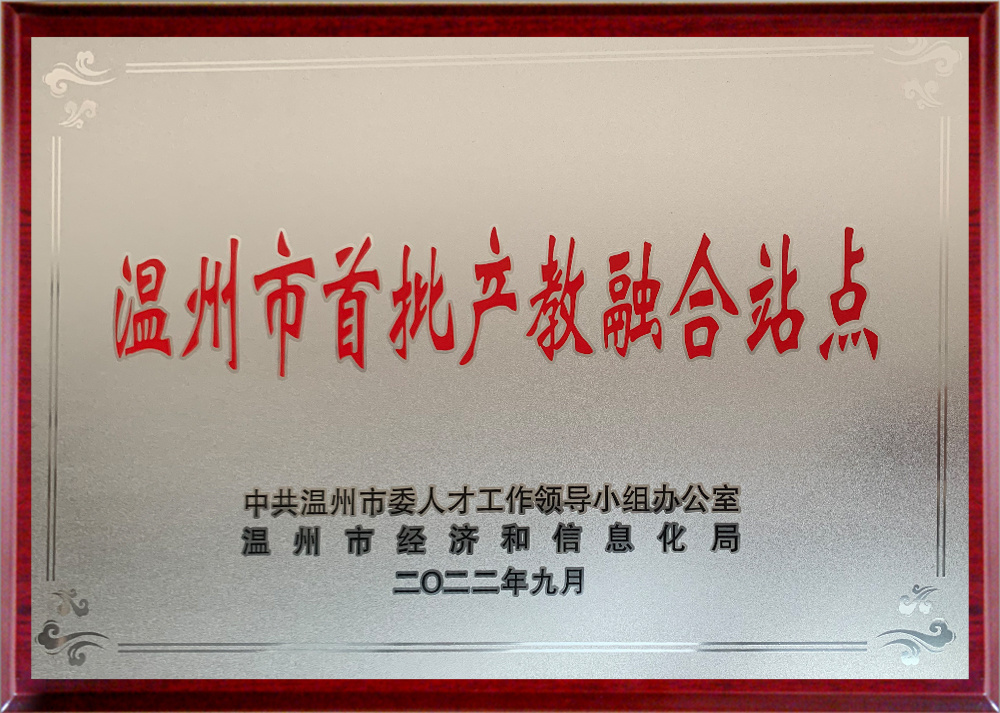 温州市首批产教融合站点
中共温州市委人才工作领导小组办公室
温州市经济和信息化局
二〇二二年九月